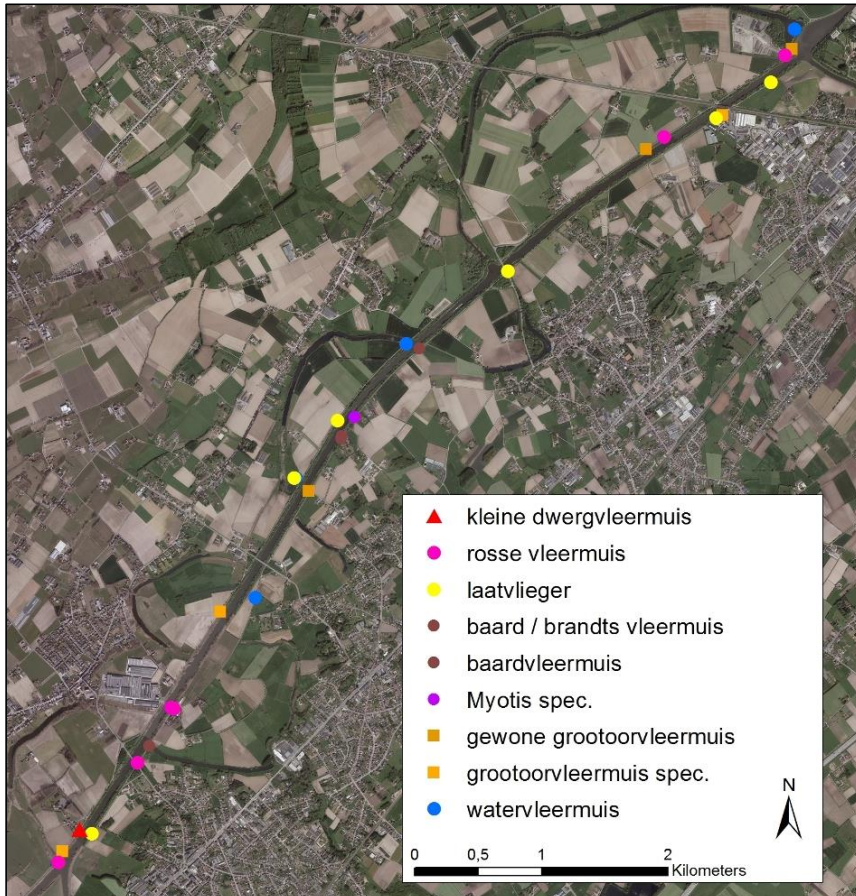 kleine dwergvleermuis
rosse vleermuis
laatvlieger
baard / brandts vleermuis
baardvleermuis
Myotis spec.
gewone grootoorvleermuis
grootoorvleermuis spec.
watervleermuis
N
0 0,5 1 2
Kilometers